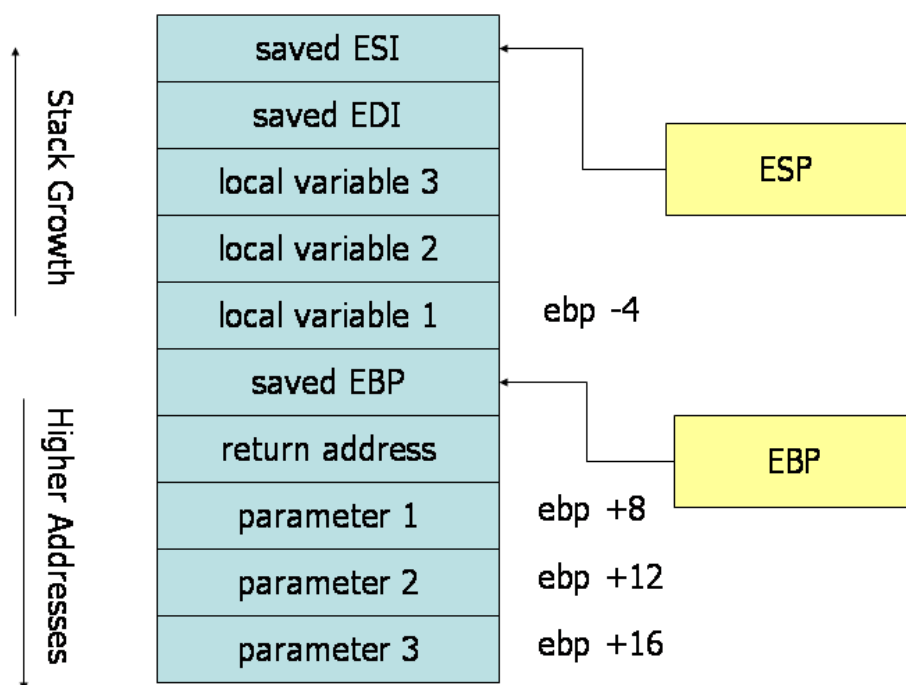 Stack Growth
Higher Addresses
saved ESI
saved EDI
local variable 3
local variable 2
local variable 1
saved EBP
return address
parameter 1
parameter 2
parameter 3
ebp -4
ebp +8
ebp +12
ebp +16
ESP
EBP